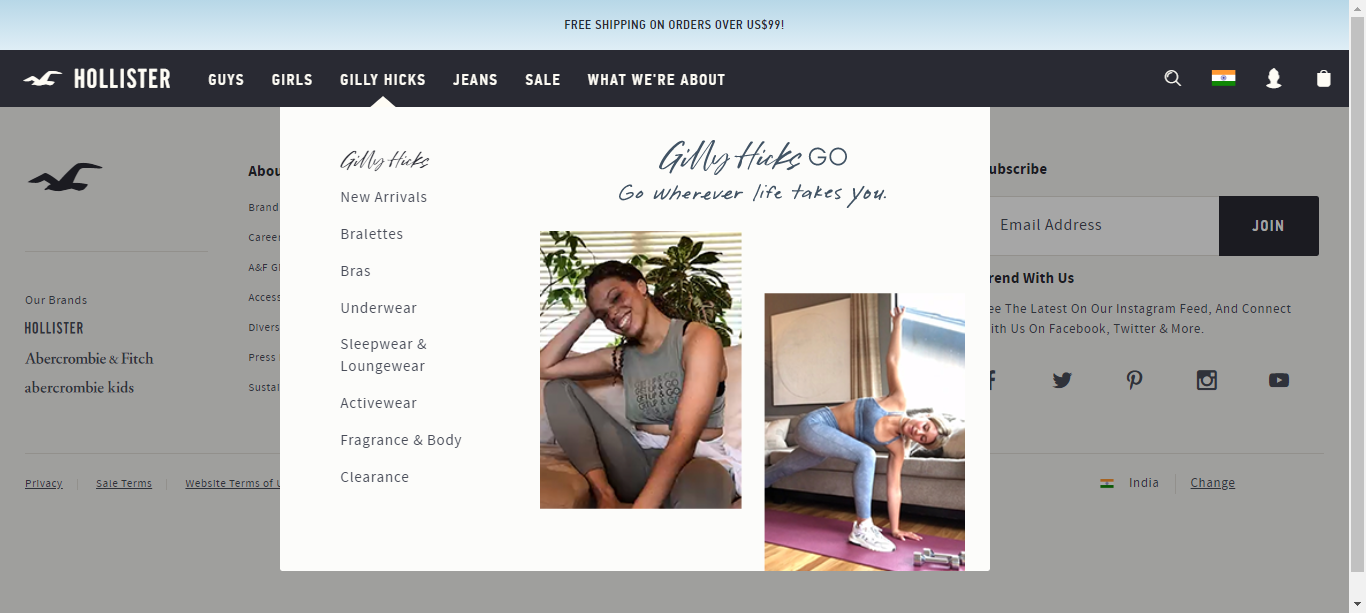 FREE SHIPPING ON ORDERS OVER US$99!
HOLLISTER GUYS GIRLS GILLY HICKS JEANS SALE WHAT WE'RE ABOUT
Gilly Hicks
New Arrivals
Bralettes
Bras
Underwear
Sleepwear &
Loungewear
Activewear
Fragrance & Body
Clearance
Gilly Hicks GO
Go wherever life takes you.
GET UP & GO
GET UP & GO
GET UP & GO
Our Brands
HOLLISTER
Abercrombie & Fitch
abercrombie kids
Abou
Brand
Career
A&F Gi
Access
Divers
Press
Sustai
ubscribe
Email Address
JOIN
rend With Us
ee The Latest On Our Instagram Feed, And Connect
ith Us On Facebook, Twitter & More.
Privacy Sale Terms Website Terms of U
India Change